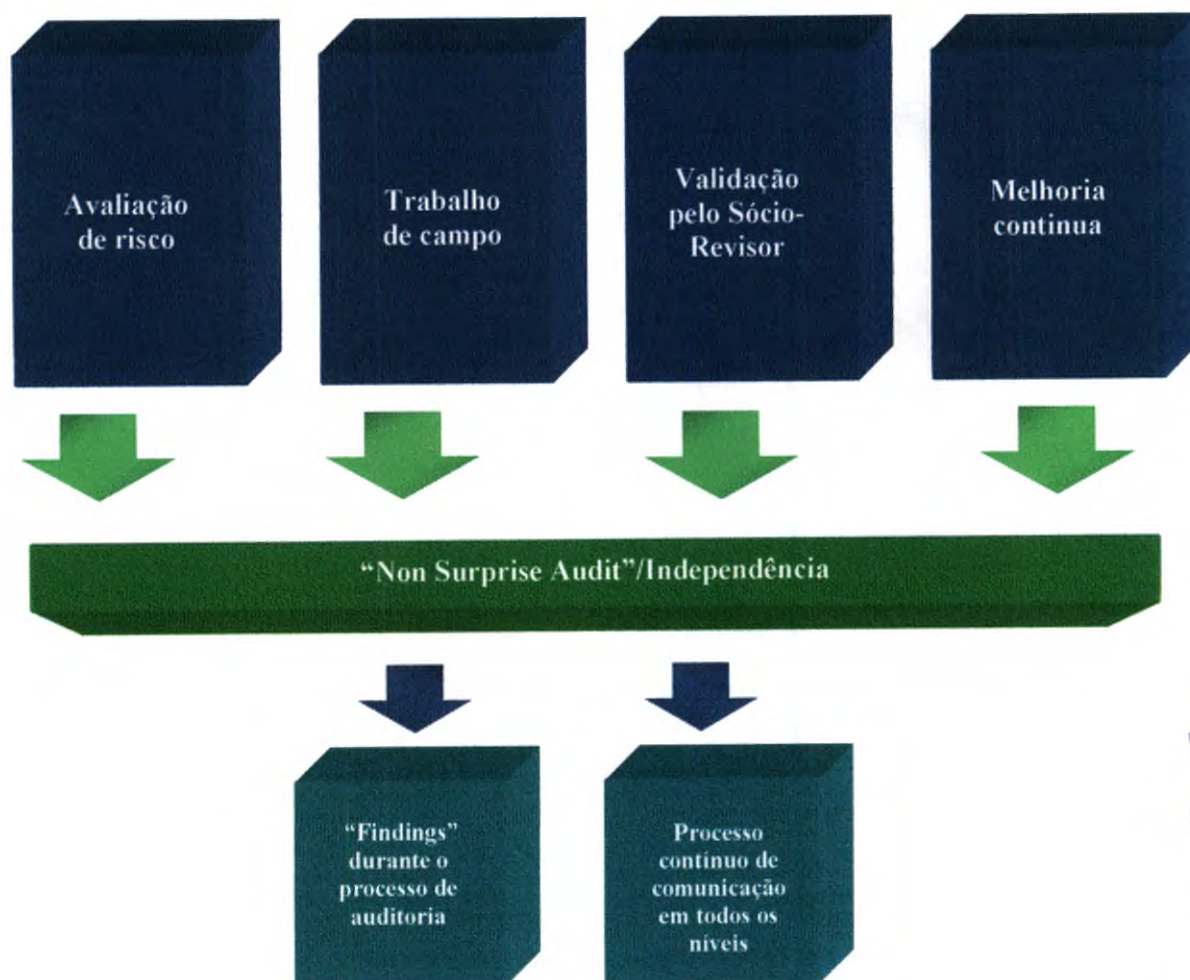 Avaliação
de risco
Trabalho
de campo
Validação
pelo Sócio-
Revisor
Melhoria
continua
“Non Surprise Audit”/Independência
“Findings”
durante o
processo de
auditoria
Processo
contínuo de
comunicação
em todos os
níveis